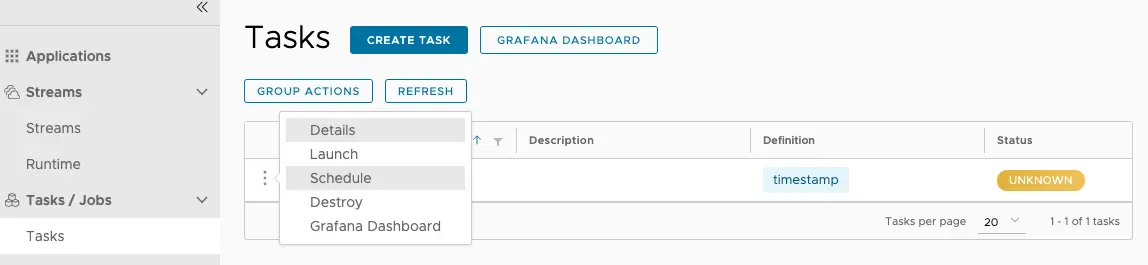 Tasks CREATE TASK GRAFANA DASHBOARD
Applications
Streams
GROUP ACTIONS REFRESH
Streams
Details
Description Definition Status
Runtime
Launch
Schedule
timestamp UNKNOWN
Tasks / Jobs
Destroy
Tasks
Grafana Dashboard
Tasks per page 20 1 - 1 of 1 tasks